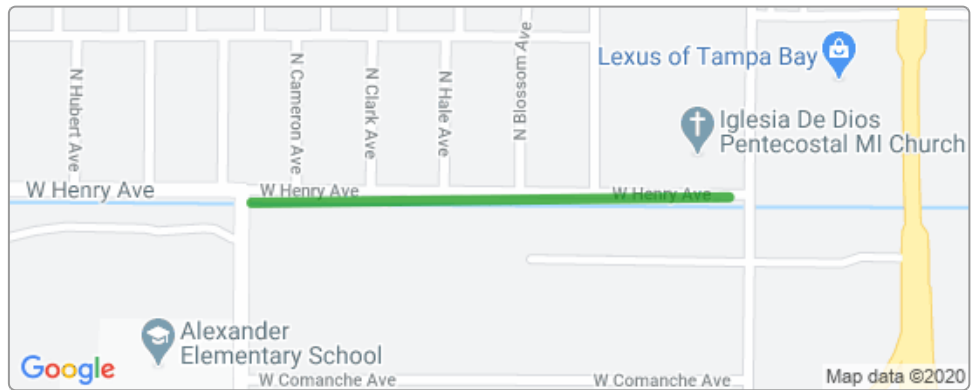 N Hubert Ave
N Cameron Ave
N Clark Ave
N Hale Ave
N Blossom Ave
Lexus of Tampa Bay
Iglesia De Dios
Pentecostal MI Church
W Henry Ave
W Henry Ave
W Henry Ave
Alexander
Elementary School
Google
W Comanche Ave
W Comanche Ave
Map data ©2020